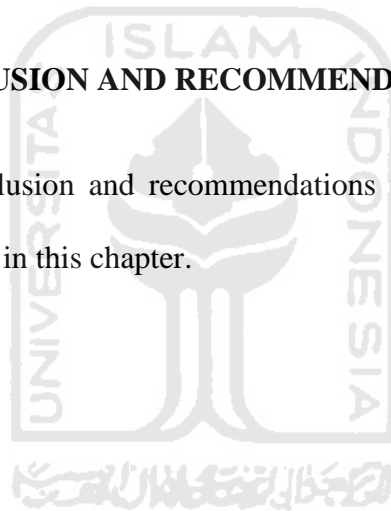 ISLAM
USION AND RECOMMEND
UNIVERSITAS
INDONESIA
lusion and recommendations
in this chapter.